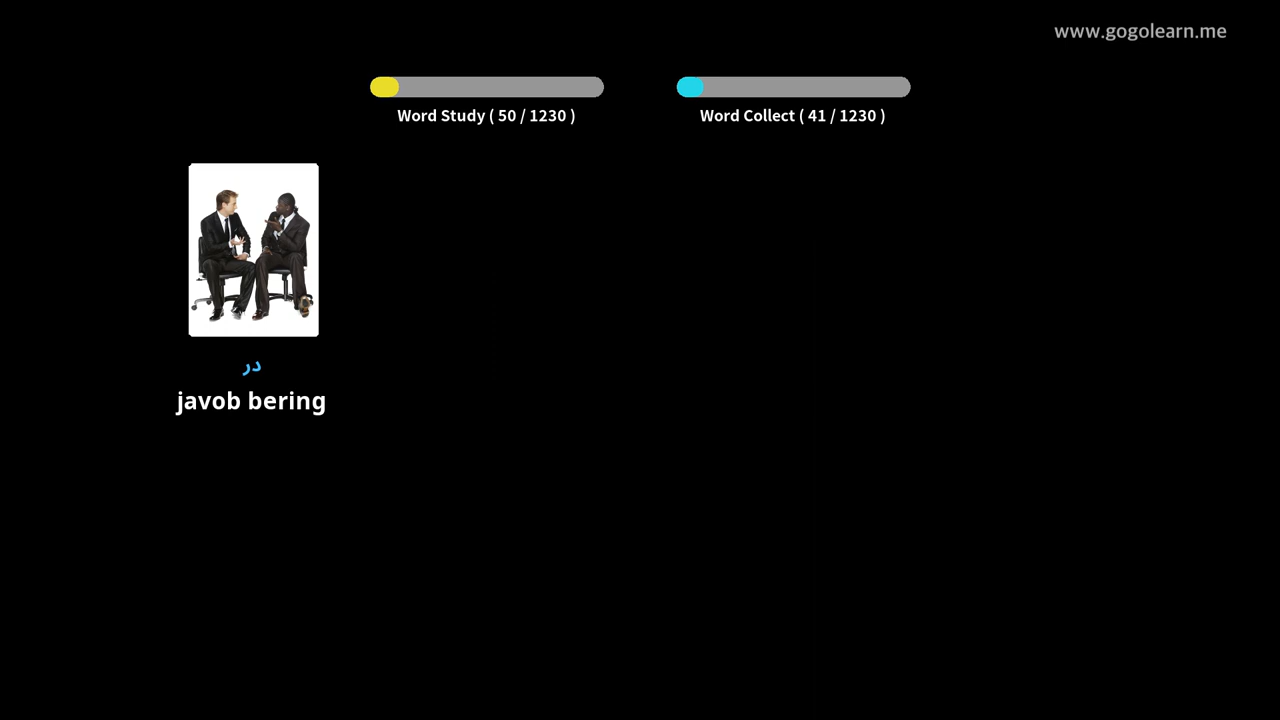 www.gogolearn.me
Word Study ( 50 / 1230 )
Word Collect ( 41 / 1230 )
در
javob bering